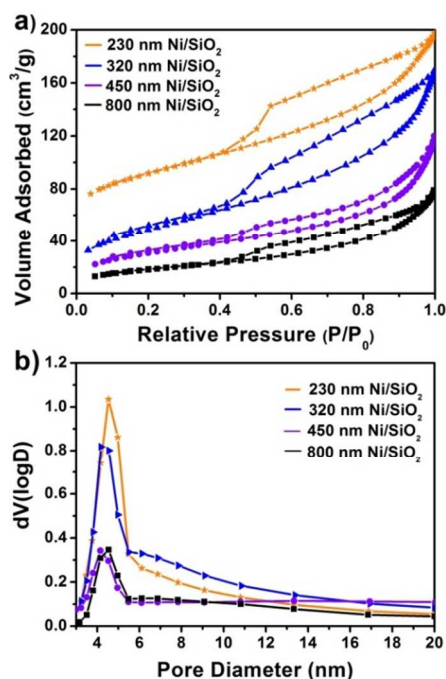 a)
200
160
120
80
40
0
Volume Adsorbed (cm³/g)
230 nm Ni/SiO₂
320 nm Ni/SiO₂
450 nm Ni/SiO₂
800 nm Ni/SiO₂
0.0 0.2 0.4 0.6 0.8 1.0
Relative Pressure (P/P₀)
b)
1.2
1.0
0.8
0.6
0.4
0.2
0.0
dV(logD)
230 nm Ni/SiO₂
320 nm Ni/SiO₂
450 nm Ni/SiO₂
800 nm Ni/SiO₂
4 6 8 10 12 14 16 18 20
Pore Diameter (nm)